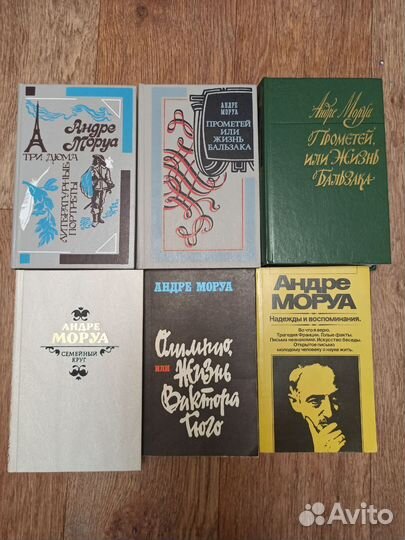 Андре
Моруа
ТРИ ДЮМА
ЛИТЕРАТУРНЫЕ
ПОРТРЕТЫ
АНДРЕ
МОРУА
ПРОМЕТЕЙ
ИЛИ ЖИЗНЬ
БАЛЬЗАКА
Андре Моруа
Прометей,
или Жизнь
Бальзака
АНДРЕ
МОРУА
СЕМЕЙНЫЙ
КРУГ
АНДРЕ МОРУА
Олимпио,
или Жизнь
Виктора
Гюго
Андре
МОРУА
Надежды и воспоминания.
Во что я верю.
Трагедия Франции. Голые факты.
Письма незнакомке. Искусство беседы.
Открытое письмо
молодому человеку о науке жить.
Avito